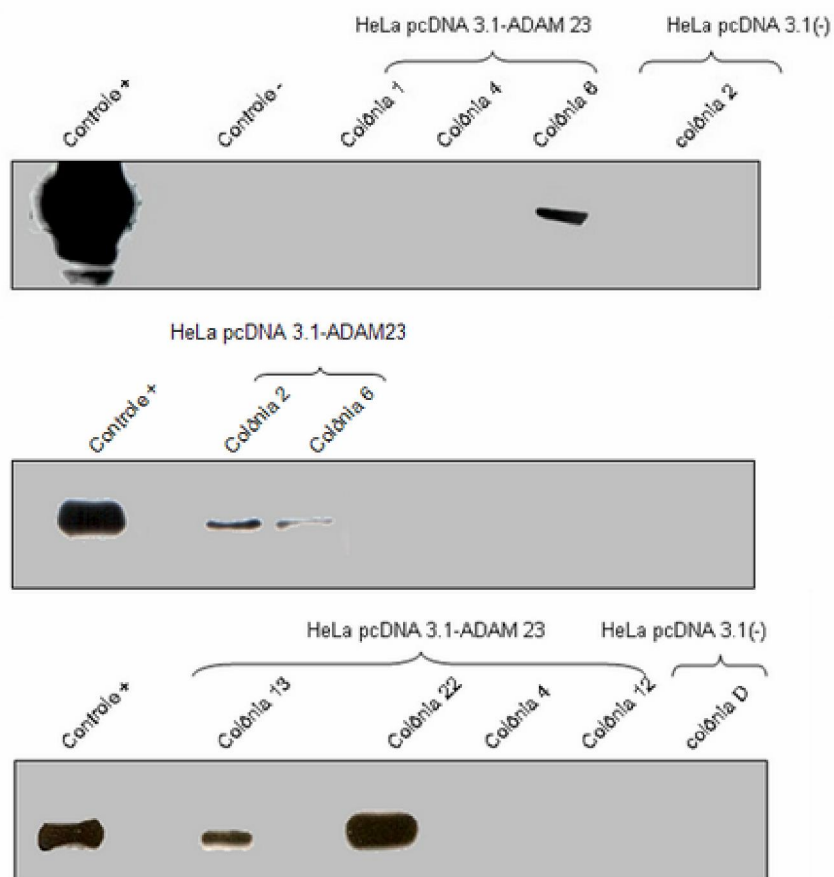 HeLa pcDNA 3.1-ADAM 23 HeLa pcDNA 3.1(-)
Controle + Controle - Colônia 1 Colônia 4 Colônia 6 colônia 2
HeLa pcDNA 3.1-ADAM23
Controle + Colônia 2 Colônia 6
HeLa pcDNA 3.1-ADAM 23 HeLa pcDNA 3.1(-)
Controle + Colônia 13 Colônia 22 Colônia 4 Colônia 12 colônia D